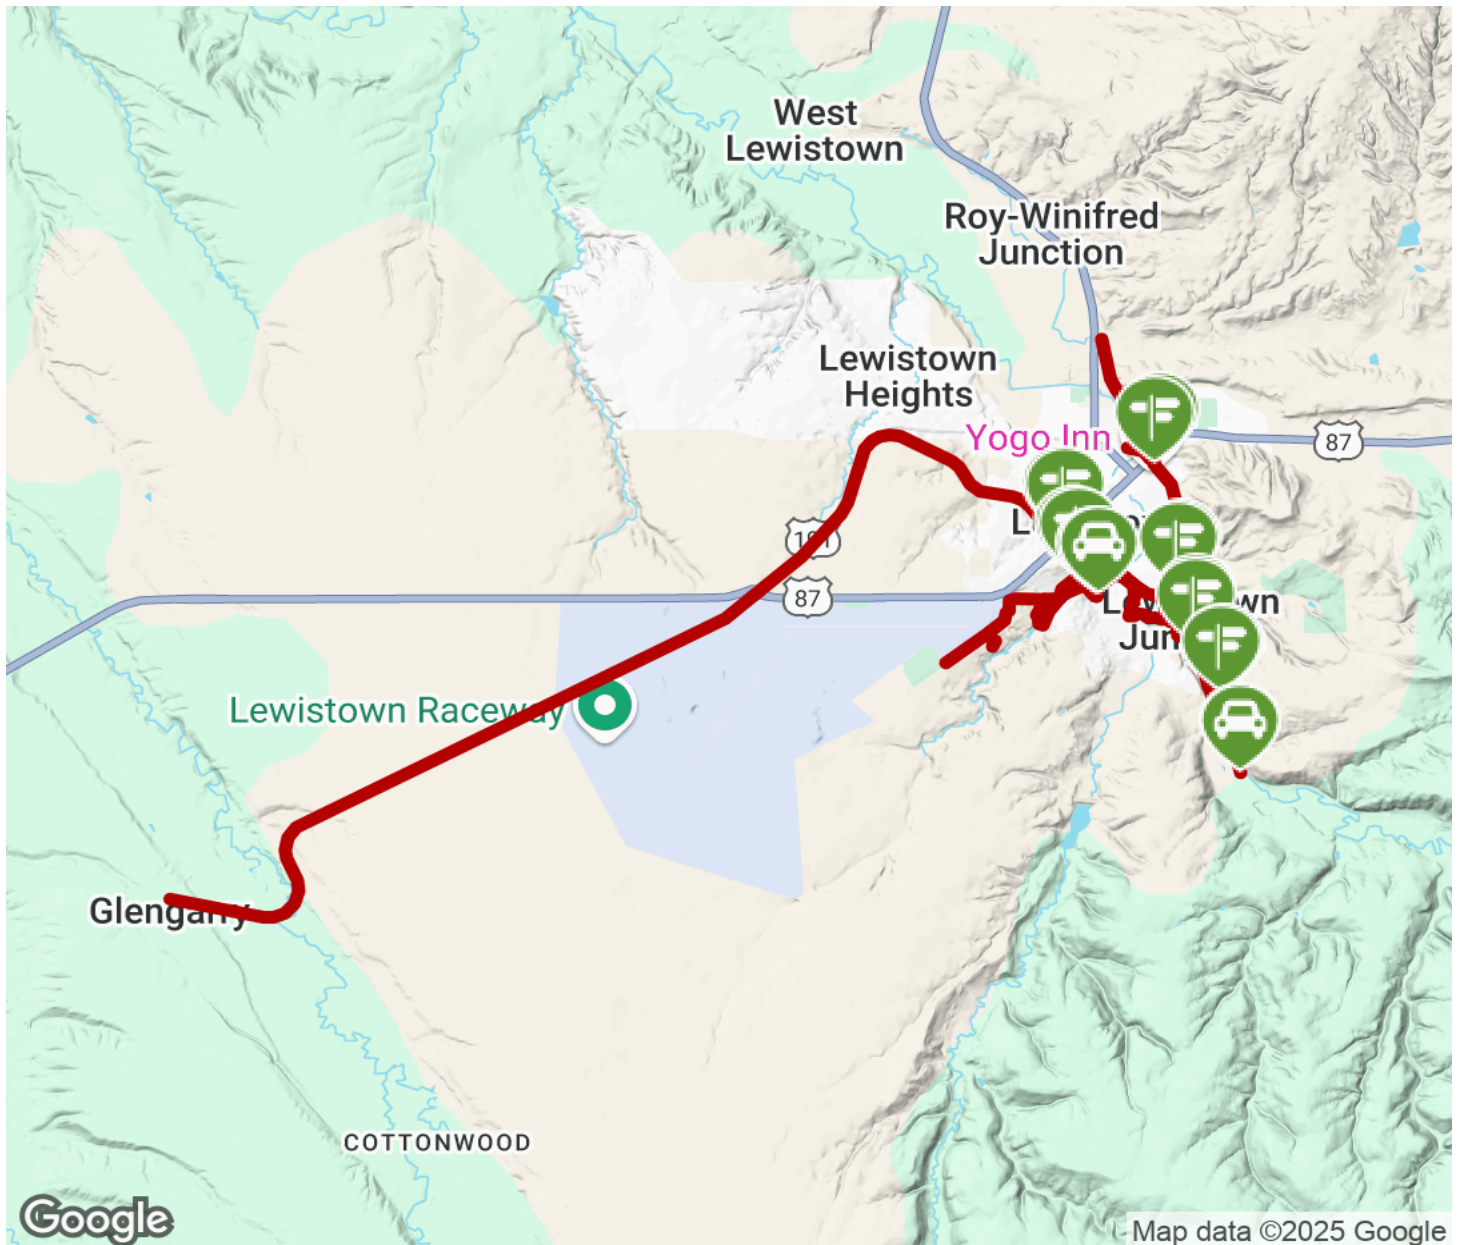 West
Lewistown
Roy-Winifred
Junction
Lewistown
Heights
Yogo Inn
87
87
Lewistown Raceway
Glengarry
COTTONWOOD
Google
Map data ©2025 Google